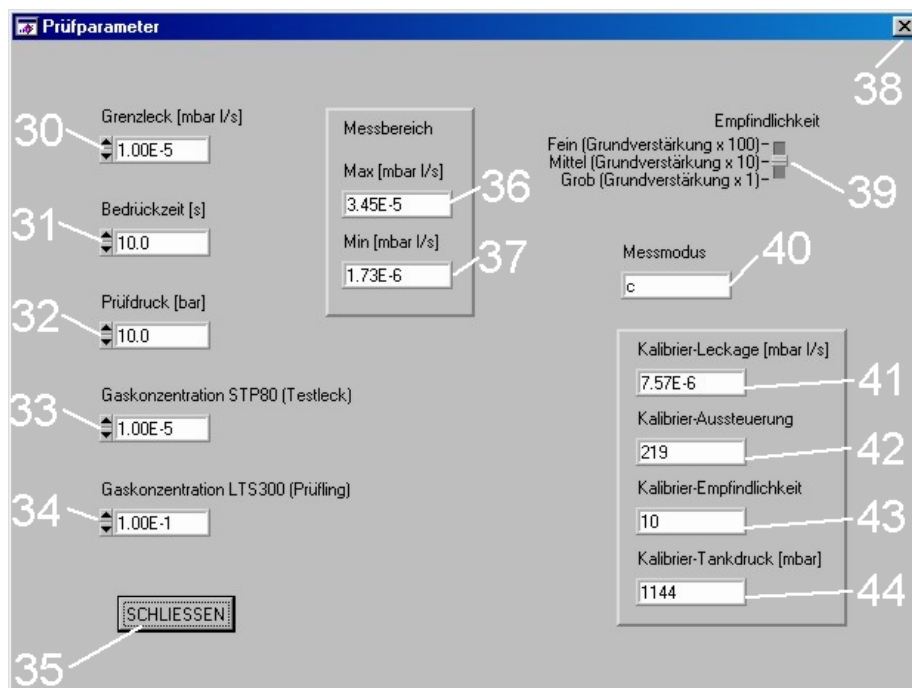 Prüfparameter
38
Grenzleck [mbar l/s]
30
1.00E-5
Bedrückzeit [s]
31
10.0
Prüfdruck [bar]
32
10.0
Gaskonzentration STP80 (Testleck)
33
1.00E-5
Gaskonzentration LTS300 (Prüfling)
34
1.00E-1
SCHLIESSEN
35
Messbereich
Max [mbar l/s]
3.45E-5
36
Min [mbar l/s]
1.73E-6
37
Empfindlichkeit
Fein (Grundverstärkung x 100)
Mittel (Grundverstärkung x 10)
Grob (Grundverstärkung x 1)
39
Messmodus
c
40
Kalibrier-Leckage [mbar l/s]
7.57E-6
41
Kalibrier-Aussteuerung
219
42
Kalibrier-Empfindlichkeit
10
43
Kalibrier-Tankdruck [mbar]
1144
44